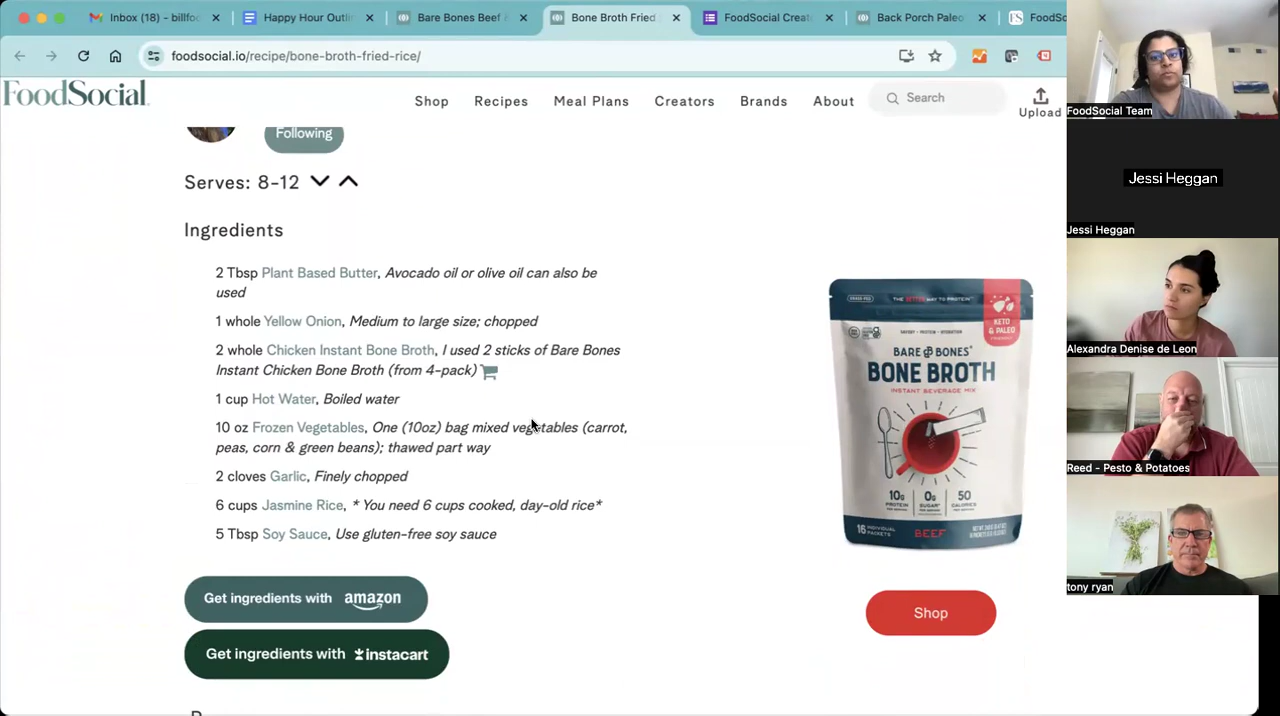 Inbox (18) - billfo
Happy Hour Outli
Bare Bones Beef &
Bone Broth Fried
FoodSocial Creat
Back Porch Paleo
FoodSo
foodsocial.io/recipe/bone-broth-fried-rice/
FoodSocial
Shop
Recipes
Meal Plans
Creators
Brands
About
Search
Upload
Following
Serves: 8-12
Ingredients
2 Tbsp Plant Based Butter, Avocado oil or olive oil can also be
used
1 whole Yellow Onion, Medium to large size; chopped
2 whole Chicken Instant Bone Broth, I used 2 sticks of Bare Bones
Instant Chicken Bone Broth (from 4-pack)
1 cup Hot Water, Boiled water
10 oz Frozen Vegetables, One (10oz) bag mixed vegetables (carrot,
peas, corn & green beans); thawed part way
2 cloves Garlic, Finely chopped
6 cups Jasmine Rice, * You need 6 cups cooked, day-old rice*
5 Tbsp Soy Sauce, Use gluten-free soy sauce
Get ingredients with amazon
Get ingredients with instacart
THE BETTER WAY TO PROTEIN
KETO
& PALEO
BARE BONES
BONE BROTH
INSTANT BEVERAGE MIX
10g
0g
50
PROTEIN
SUGAR
CALORIES
16 INDIVIDUAL
PACKETS
BEEF
Shop
FoodSocial Team
Jessi Heggan
Jessi Heggan
Alexandra Denise de Leon
Reed - Pesto & Potatoes
tony ryan